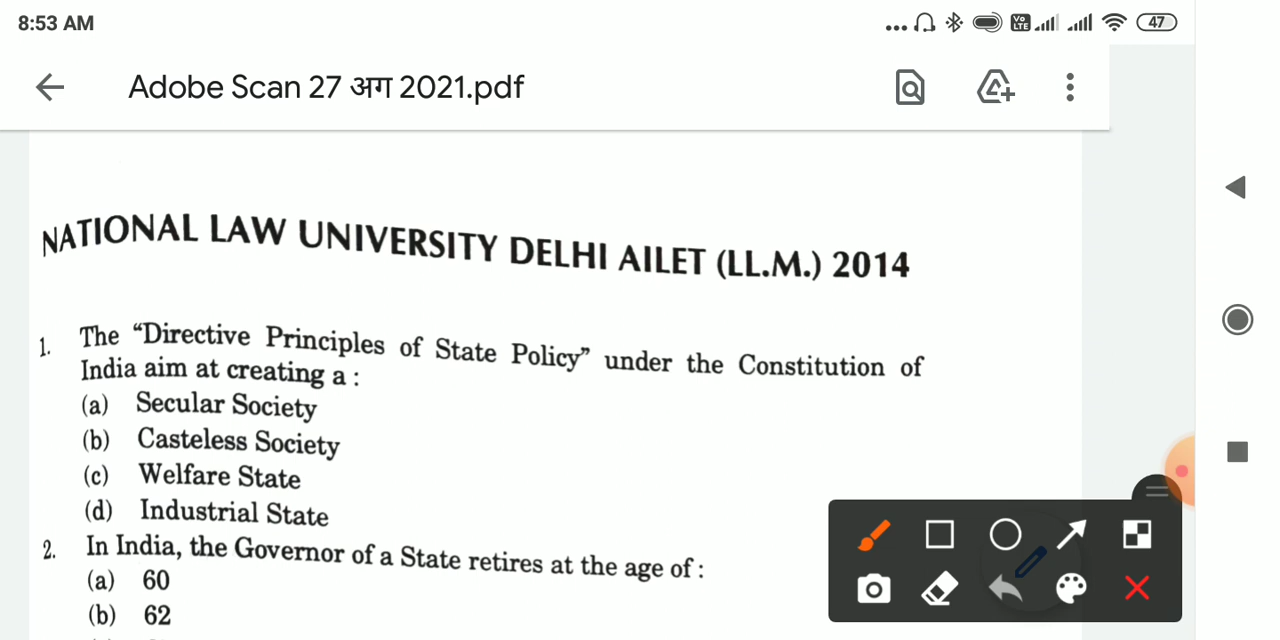 8:53 AM
Vo LTE
47
Adobe Scan 27 अग 2021.pdf
NATIONAL LAW UNIVERSITY DELHI AILET (LL.M.) 2014
1. The “Directive Principles of State Policy” under the Constitution of
India aim at creating a :
(a) Secular Society
(b) Casteless Society
(c) Welfare State
(d) Industrial State
2. In India, the Governor of a State retires at the age of :
(a) 60
(b) 62